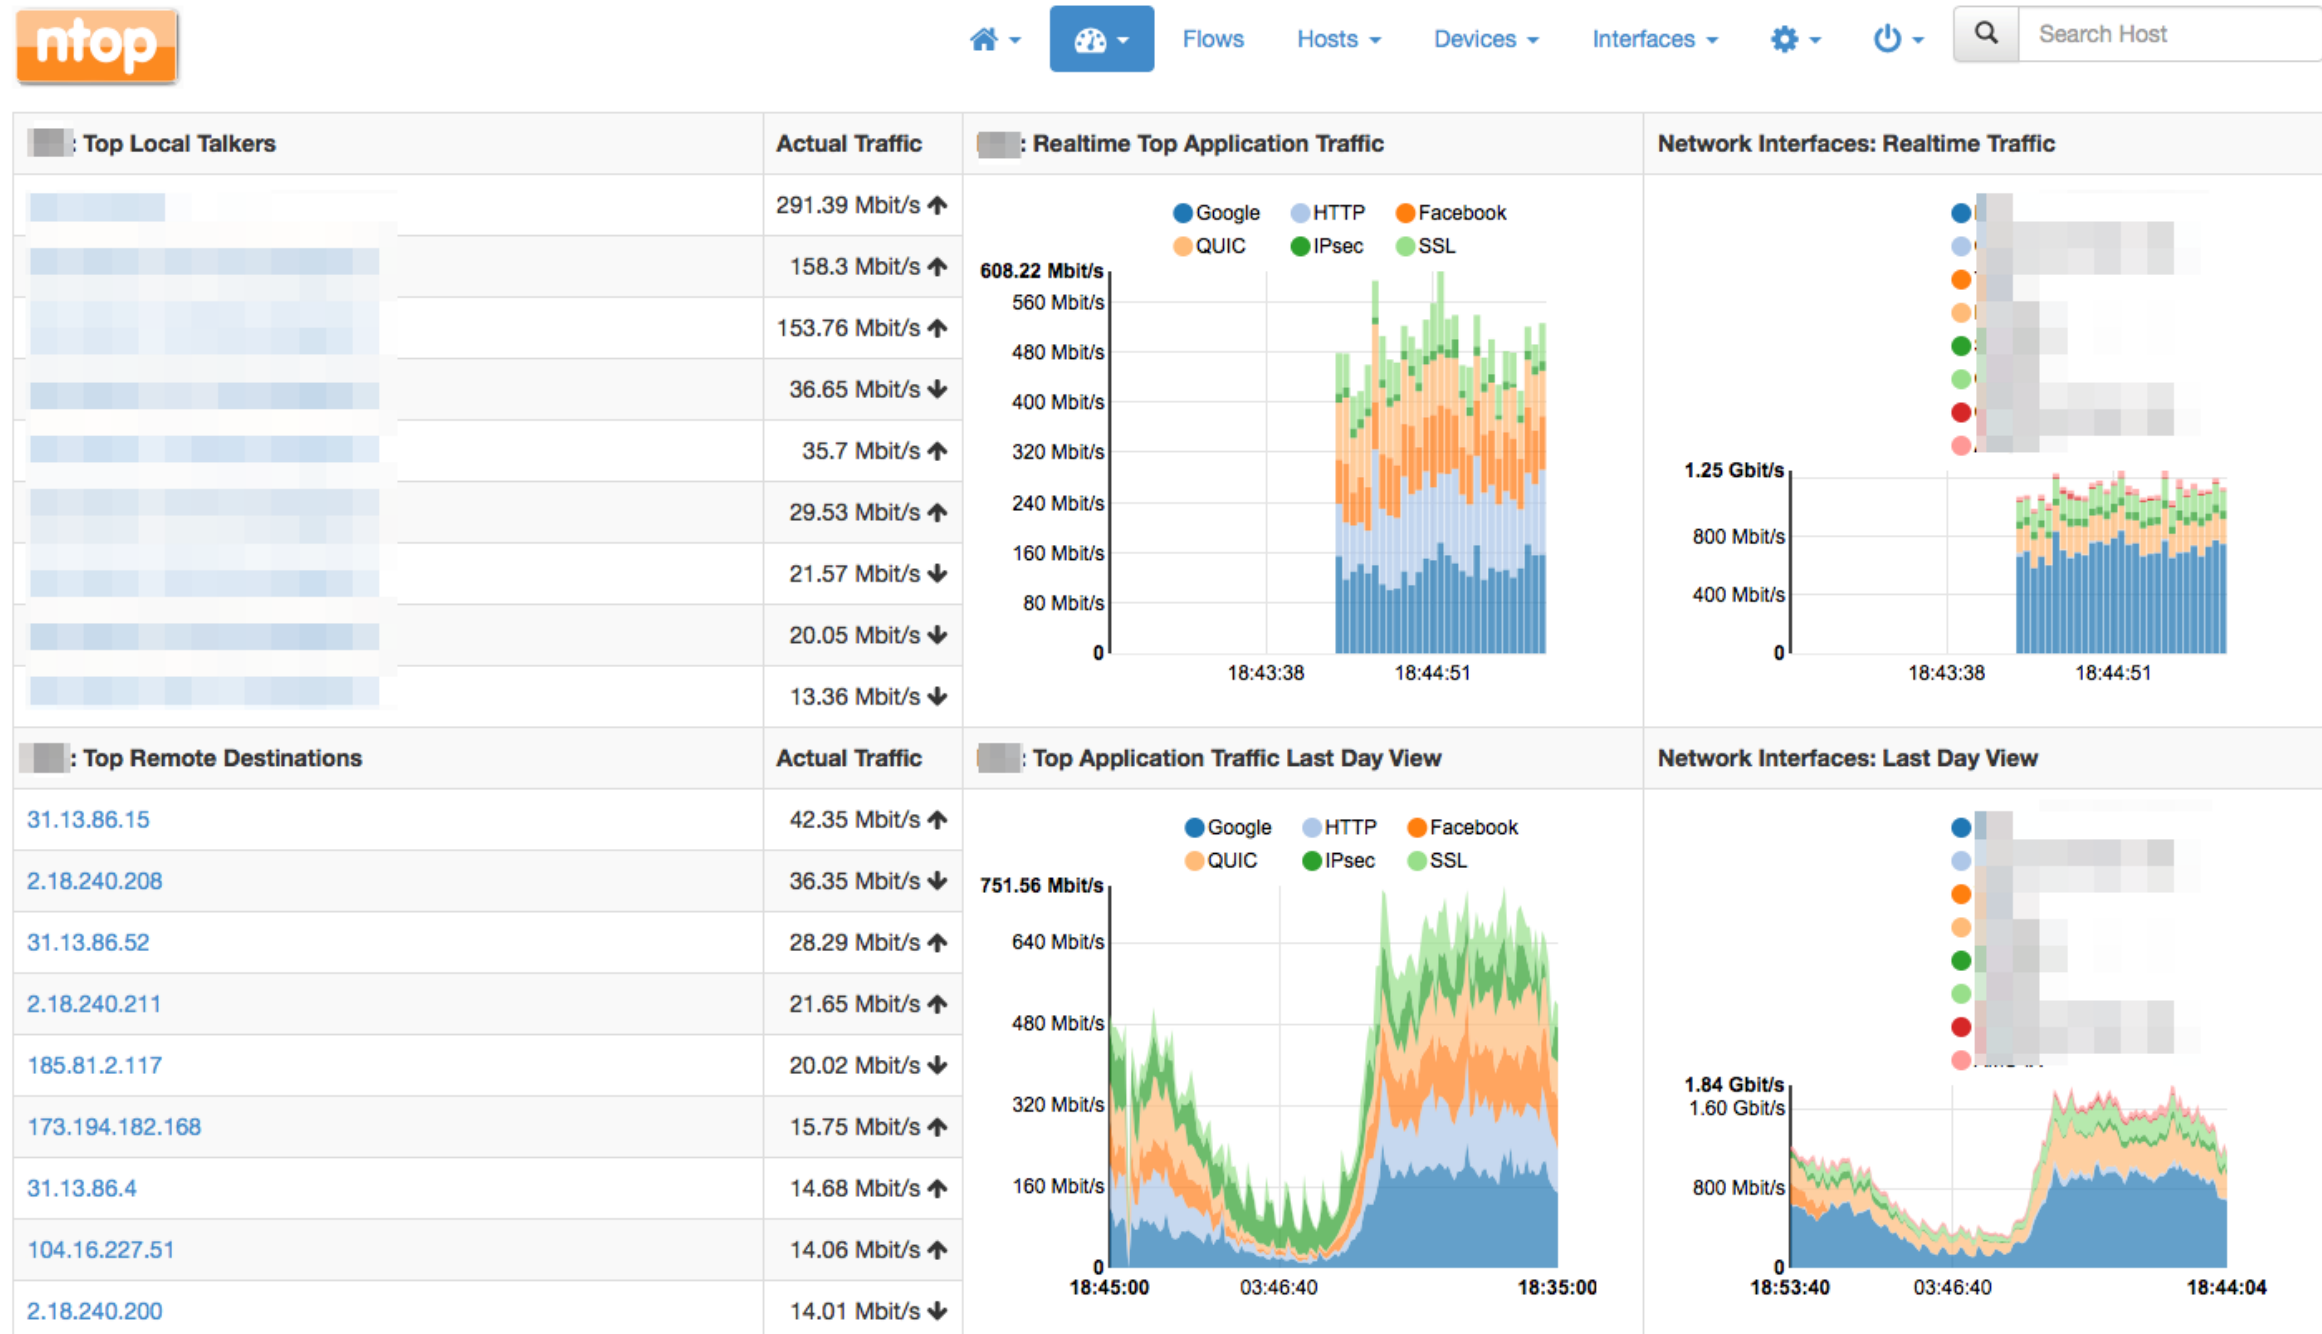 ntop
Flows Hosts Devices Interfaces Search Host
: Top Local Talkers Actual Traffic
291.39 Mbit/s
158.3 Mbit/s
153.76 Mbit/s
36.65 Mbit/s
35.7 Mbit/s
29.53 Mbit/s
21.57 Mbit/s
20.05 Mbit/s
13.36 Mbit/s
: Realtime Top Application Traffic
Google HTTP Facebook
QUIC IPsec SSL
608.22 Mbit/s
560 Mbit/s
480 Mbit/s
400 Mbit/s
320 Mbit/s
240 Mbit/s
160 Mbit/s
80 Mbit/s
0
18:43:38 18:44:51
Network Interfaces: Realtime Traffic
1.25 Gbit/s
800 Mbit/s
400 Mbit/s
0
18:43:38 18:44:51
: Top Remote Destinations Actual Traffic
31.13.86.15 42.35 Mbit/s
2.18.240.208 36.35 Mbit/s
31.13.86.52 28.29 Mbit/s
2.18.240.211 21.65 Mbit/s
185.81.2.117 20.02 Mbit/s
173.194.182.168 15.75 Mbit/s
31.13.86.4 14.68 Mbit/s
104.16.227.51 14.06 Mbit/s
2.18.240.200 14.01 Mbit/s
: Top Application Traffic Last Day View
Google HTTP Facebook
QUIC IPsec SSL
751.56 Mbit/s
640 Mbit/s
480 Mbit/s
320 Mbit/s
160 Mbit/s
0
18:45:00 03:46:40 18:35:00
Network Interfaces: Last Day View
1.84 Gbit/s
1.60 Gbit/s
800 Mbit/s
0
18:53:40 03:46:40 18:44:04